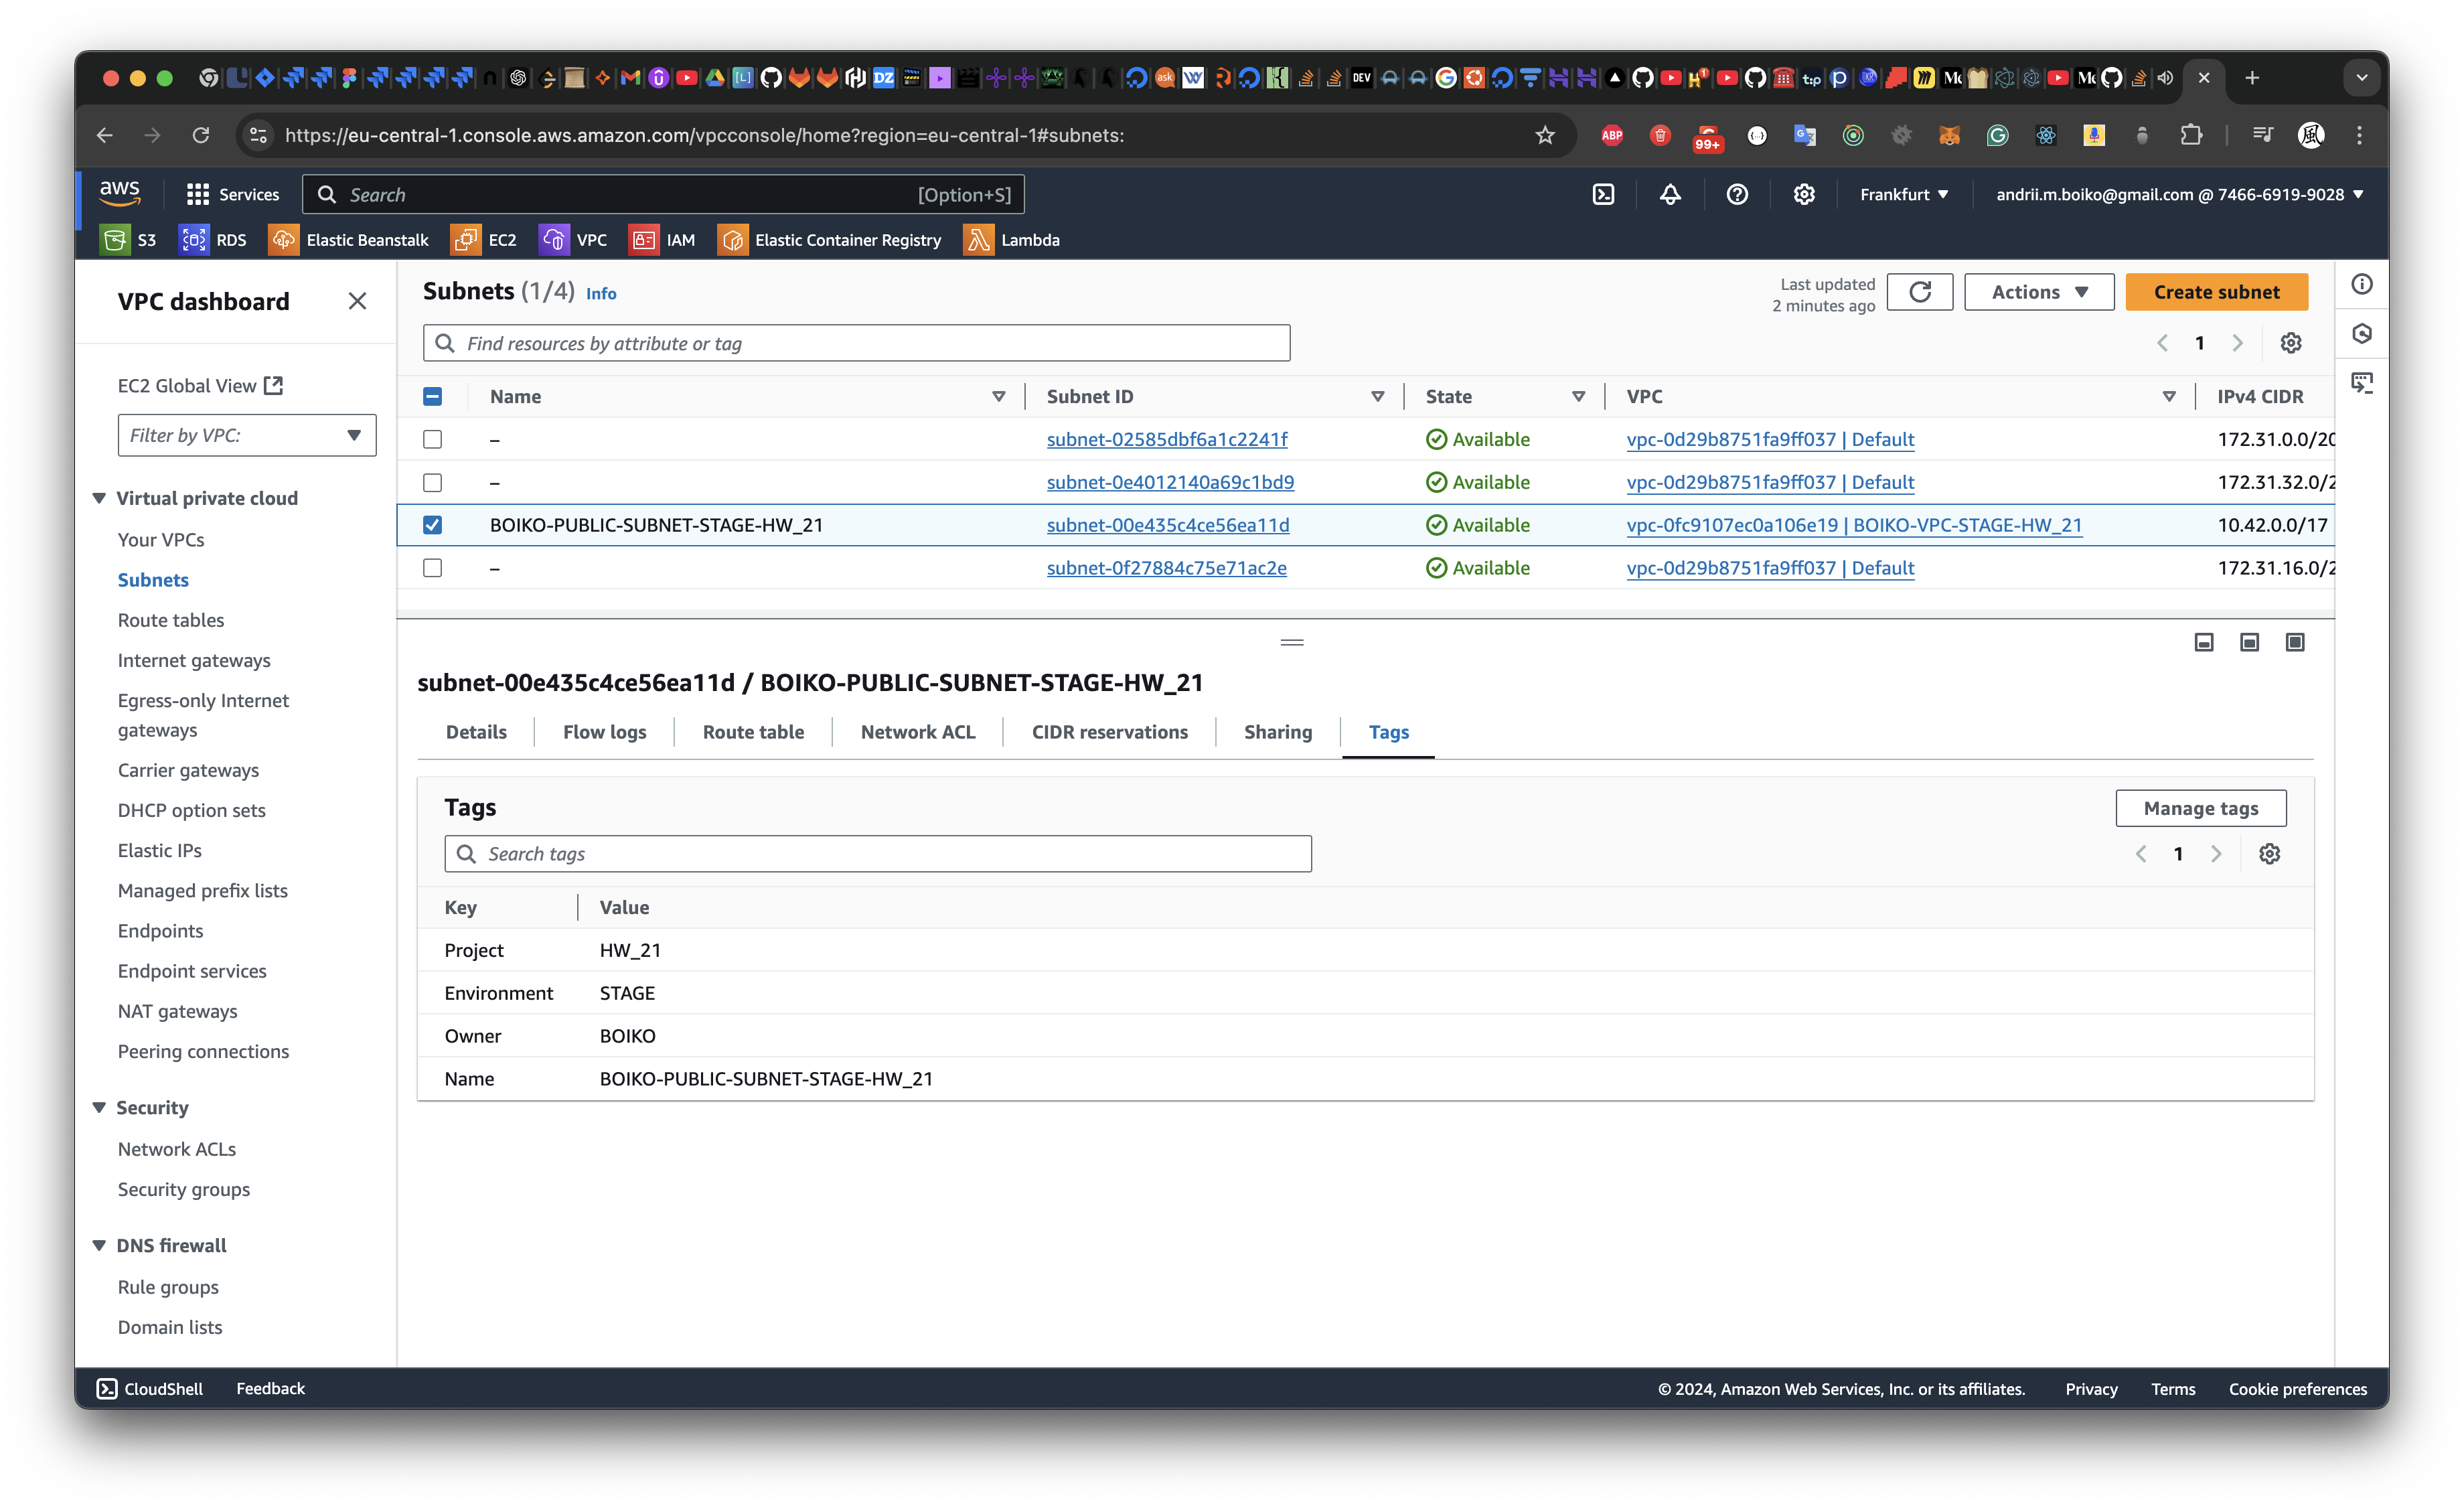 https://eu-central-1.console.aws.amazon.com/vpcconsole/home?region=eu-central-1#subnets:
ABP
99+
aws
Services
Search
[Option+S]
Frankfurt
andrii.m.boiko@gmail.com @ 7466-6919-9028
S3
RDS
Elastic Beanstalk
EC2
VPC
IAM
Elastic Container Registry
Lambda
VPC dashboard
EC2 Global View
Filter by VPC:
Virtual private cloud
Your VPCs
Subnets
Route tables
Internet gateways
Egress-only Internet
gateways
Carrier gateways
DHCP option sets
Elastic IPs
Managed prefix lists
Endpoints
Endpoint services
NAT gateways
Peering connections
Security
Network ACLs
Security groups
DNS firewall
Rule groups
Domain lists
Subnets (1/4) Info
Last updated
2 minutes ago
Actions
Create subnet
Find resources by attribute or tag
1
Name Subnet ID State VPC IPv4 CIDR
– subnet-02585dbf6a1c2241f Available vpc-0d29b8751fa9ff037 | Default 172.31.0.0/20
– subnet-0e4012140a69c1bd9 Available vpc-0d29b8751fa9ff037 | Default 172.31.32.0/2
BOIKO-PUBLIC-SUBNET-STAGE-HW_21 subnet-00e435c4ce56ea11d Available vpc-0fc9107ec0a106e19 | BOIKO-VPC-STAGE-HW_21 10.42.0.0/17
– subnet-0f27884c75e71ac2e Available vpc-0d29b8751fa9ff037 | Default 172.31.16.0/2
subnet-00e435c4ce56ea11d / BOIKO-PUBLIC-SUBNET-STAGE-HW_21
Details Flow logs Route table Network ACL CIDR reservations Sharing Tags
Tags
Manage tags
Search tags
1
Key Value
Project HW_21
Environment STAGE
Owner BOIKO
Name BOIKO-PUBLIC-SUBNET-STAGE-HW_21
CloudShell
Feedback
© 2024, Amazon Web Services, Inc. or its affiliates.
Privacy
Terms
Cookie preferences